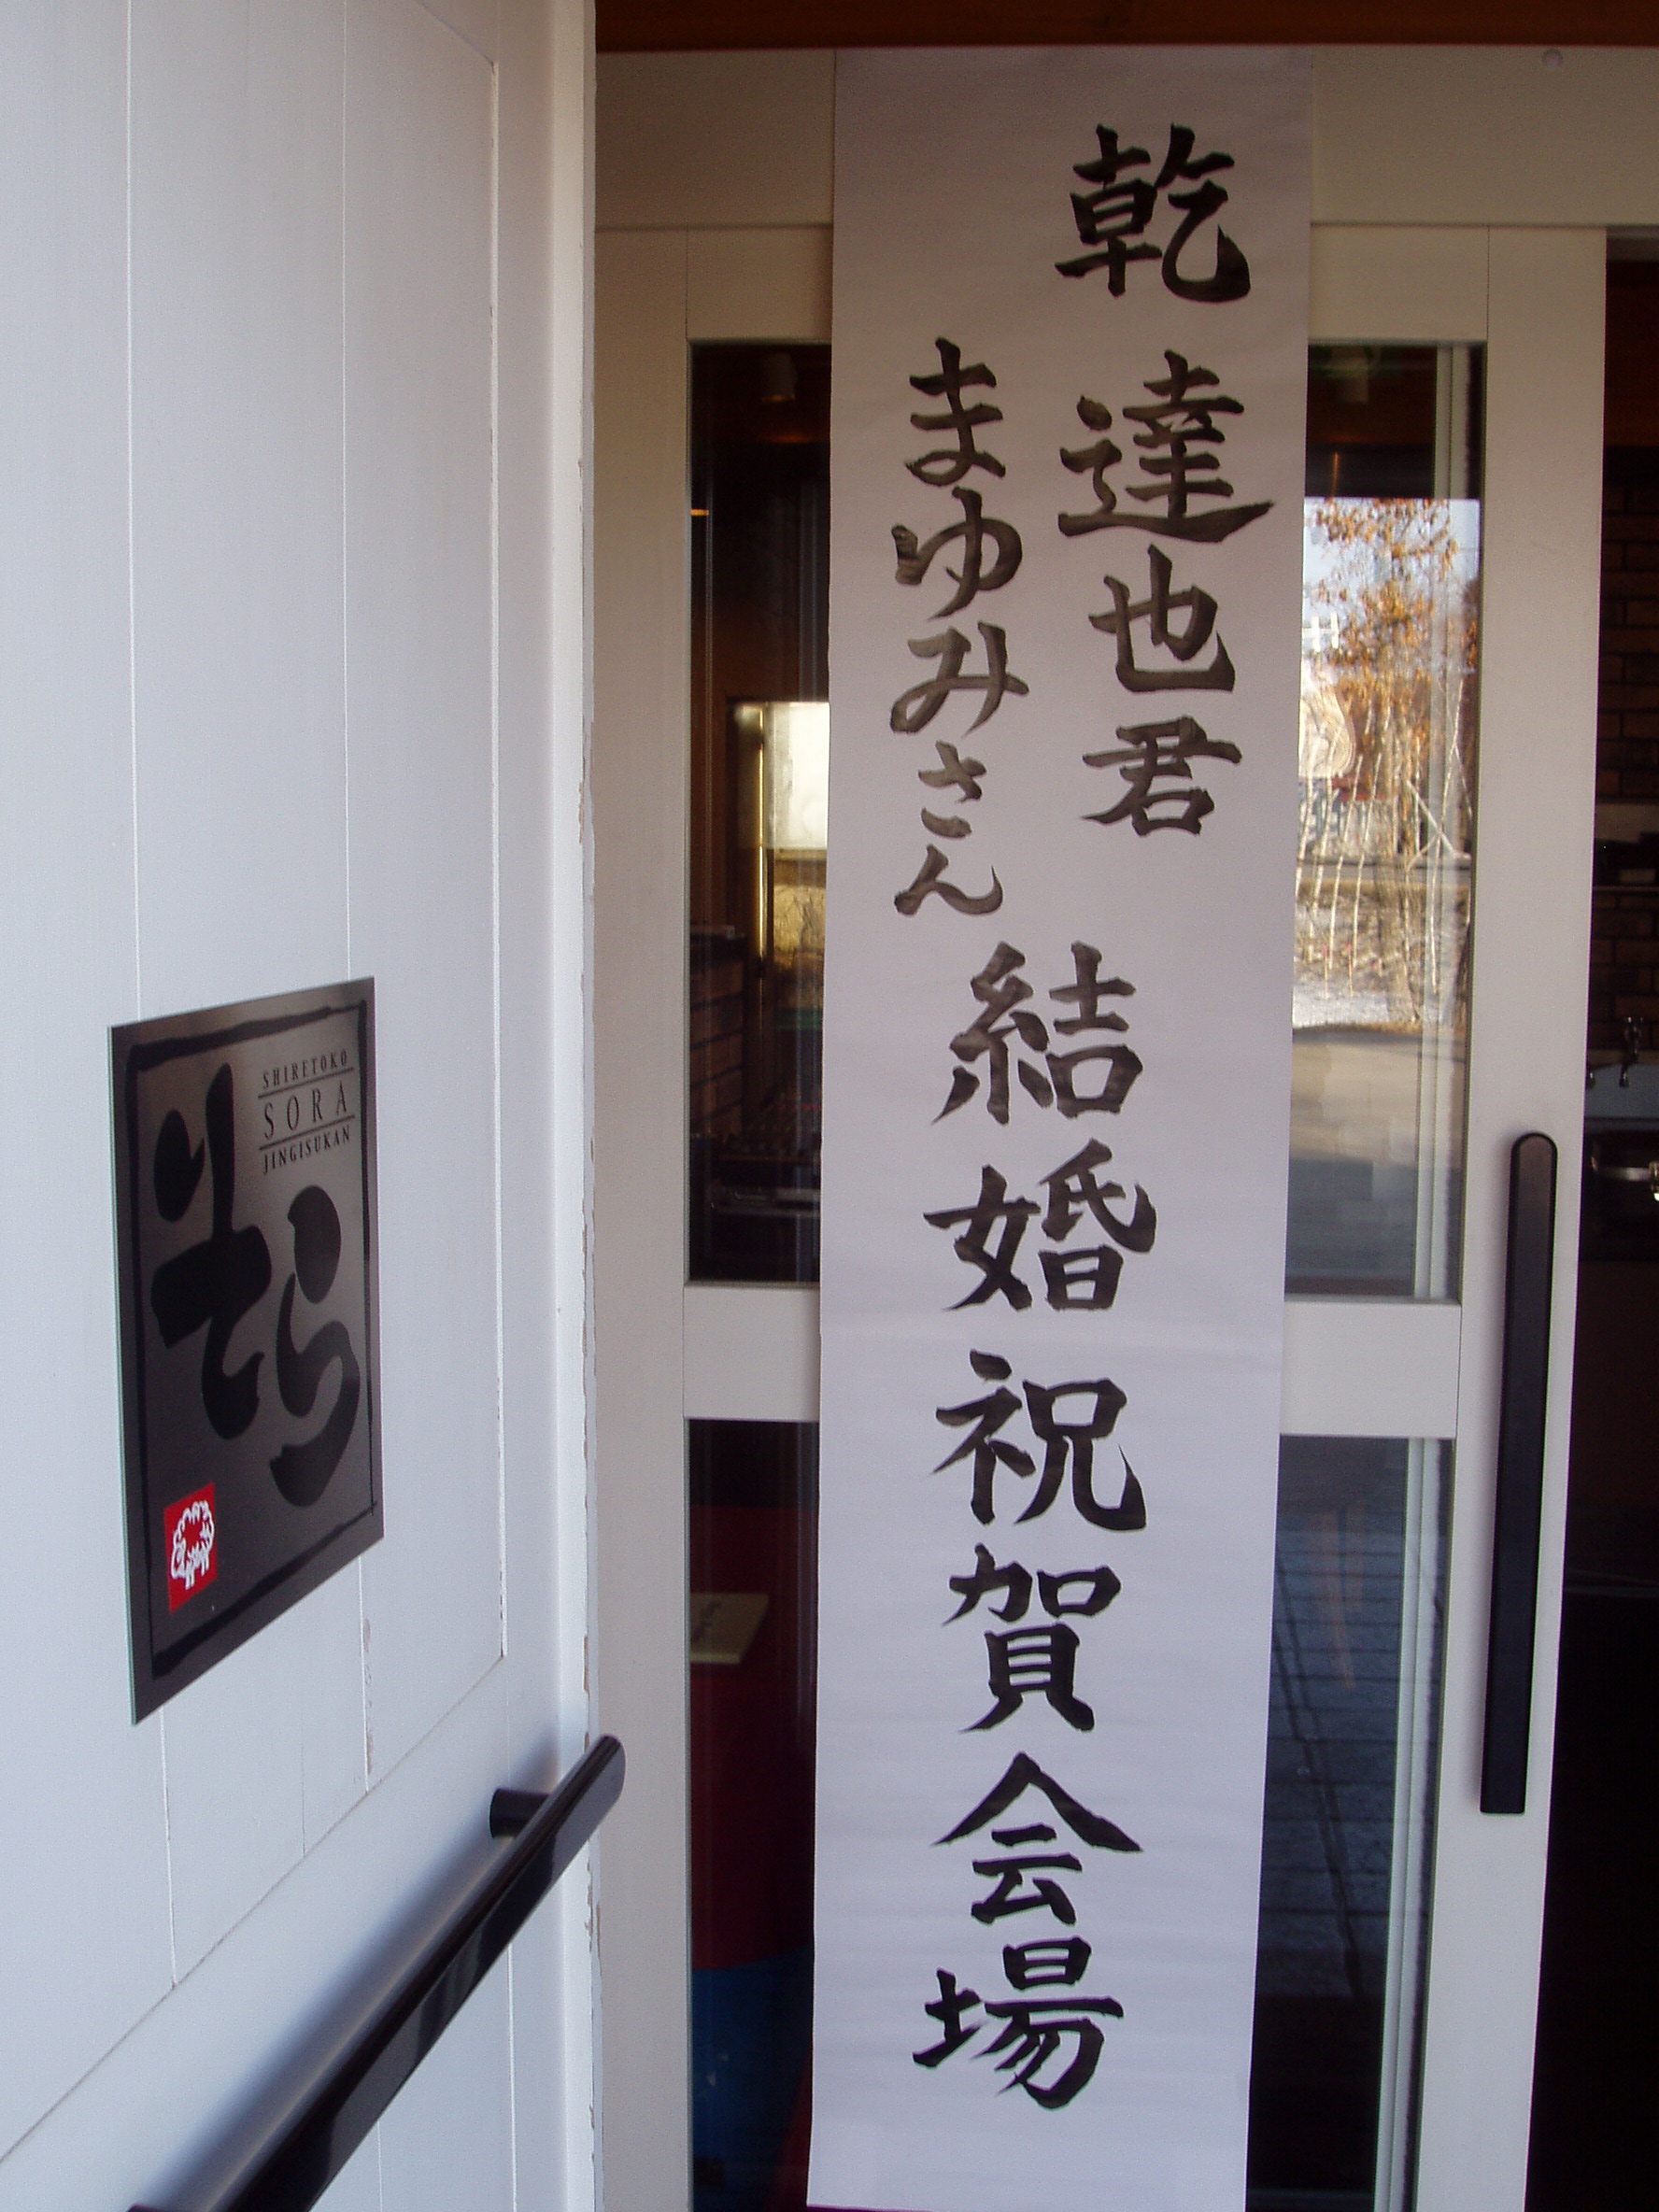 乾 達也君
まゆみさん
結婚祝賀会場
SHIRETOKO
SORA
JINGISUKAN
そら